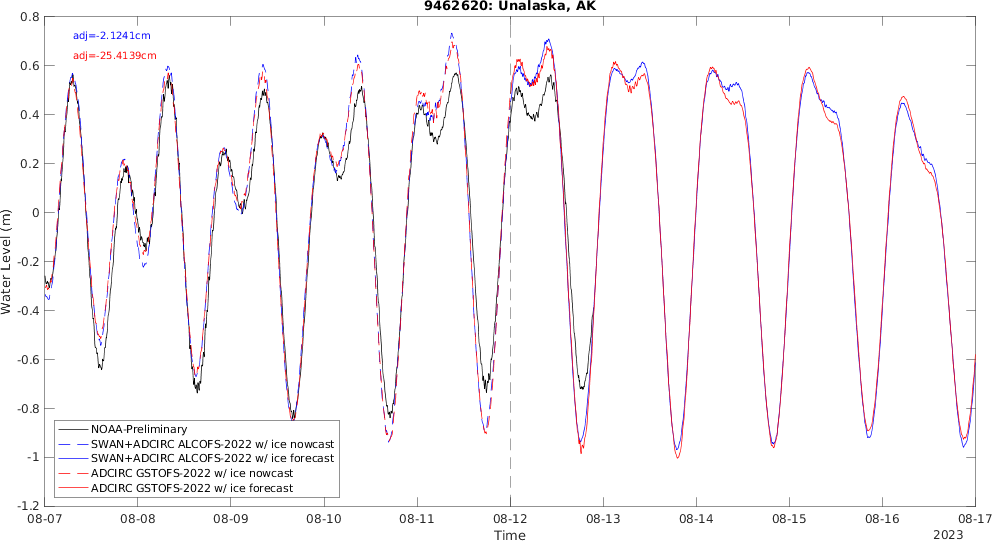 9462620: Unalaska, AK
adj=-2.1241cm
adj=-25.4139cm
Water Level (m)
0.8
0.6
0.4
0.2
0
-0.2
-0.4
-0.6
-0.8
-1
-1.2
NOAA-Preliminary
SWAN+ADCIRC ALCOFS-2022 w/ ice nowcast
SWAN+ADCIRC ALCOFS-2022 w/ ice forecast
ADCIRC GSTOFS-2022 w/ ice nowcast
ADCIRC GSTOFS-2022 w/ ice forecast
08-07 08-08 08-09 08-10 08-11 08-12 08-13 08-14 08-15 08-16 08-17
Time
2023